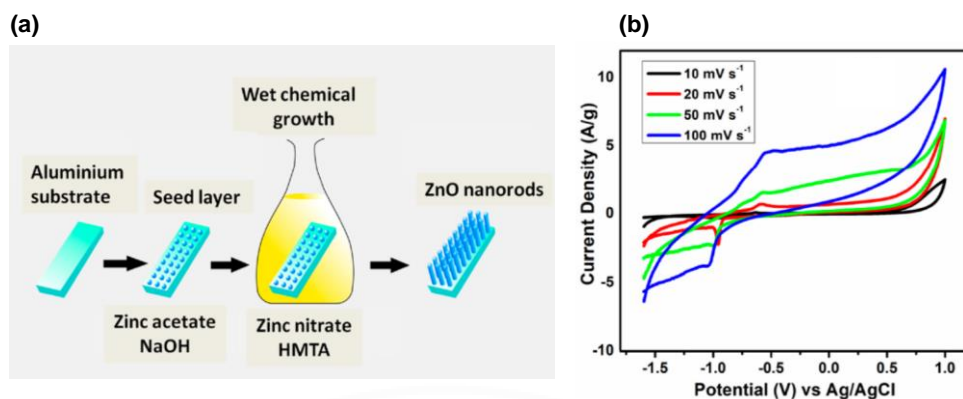 (a)
Wet chemical
growth
Aluminium
substrate
Seed layer
ZnO nanorods
Zinc acetate
NaOH
Zinc nitrate
HMTA
(b)
10 mV s⁻¹
20 mV s⁻¹
50 mV s⁻¹
100 mV s⁻¹
Current Density (A/g)
10
5
0
-5
-10
-1.5 -1.0 -0.5 0.0 0.5 1.0
Potential (V) vs Ag/AgCl